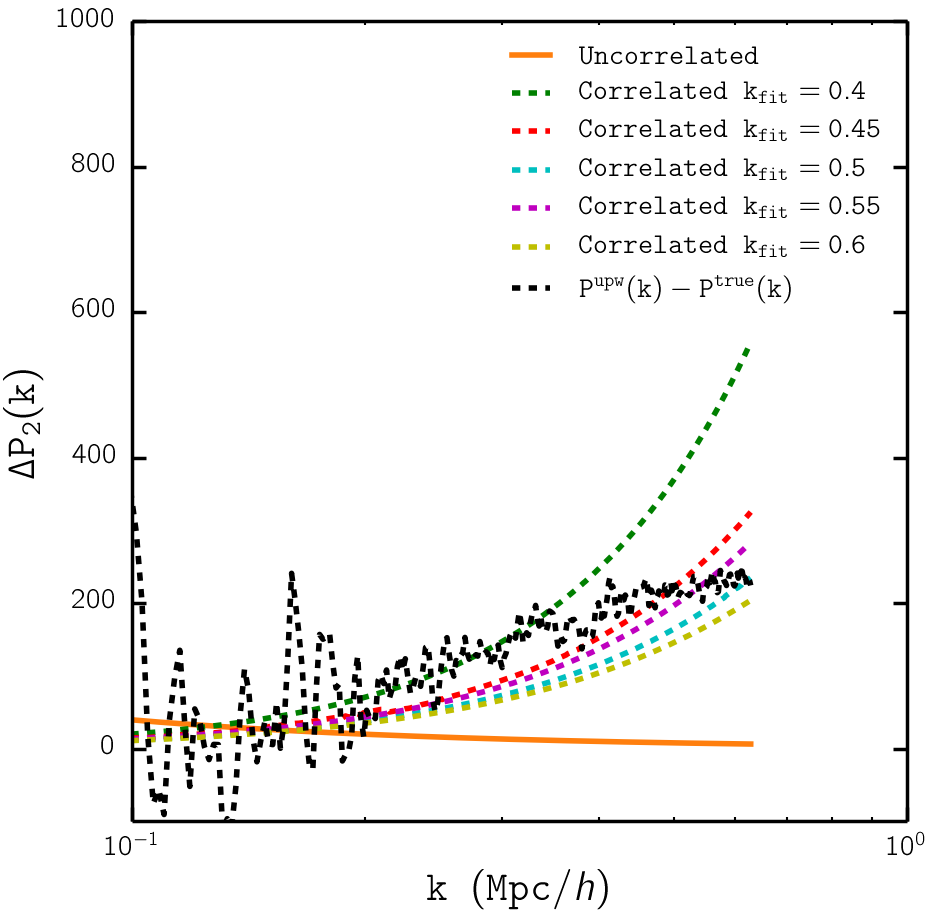 1000
800
600
400
200
0
ΔP₂(k)
Uncorrelated
Correlated k_fit = 0.4
Correlated k_fit = 0.45
Correlated k_fit = 0.5
Correlated k_fit = 0.55
Correlated k_fit = 0.6
P^upw(k) − P^true(k)
10⁻¹
10⁰
k (Mpc/h)